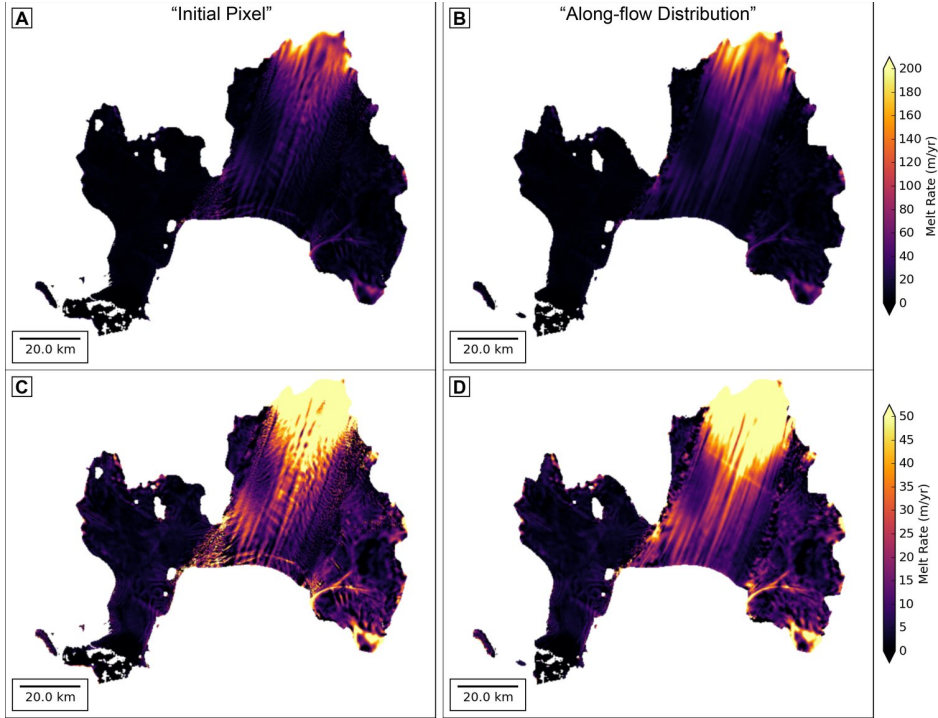 "Initial Pixel"
"Along-flow Distribution"
A
B
200
180
160
140
120
100
80
60
40
20
0
Melt Rate (m/yr)
20.0 km
20.0 km
C
D
50
45
40
35
30
25
20
15
10
5
0
Melt Rate (m/yr)
20.0 km
20.0 km